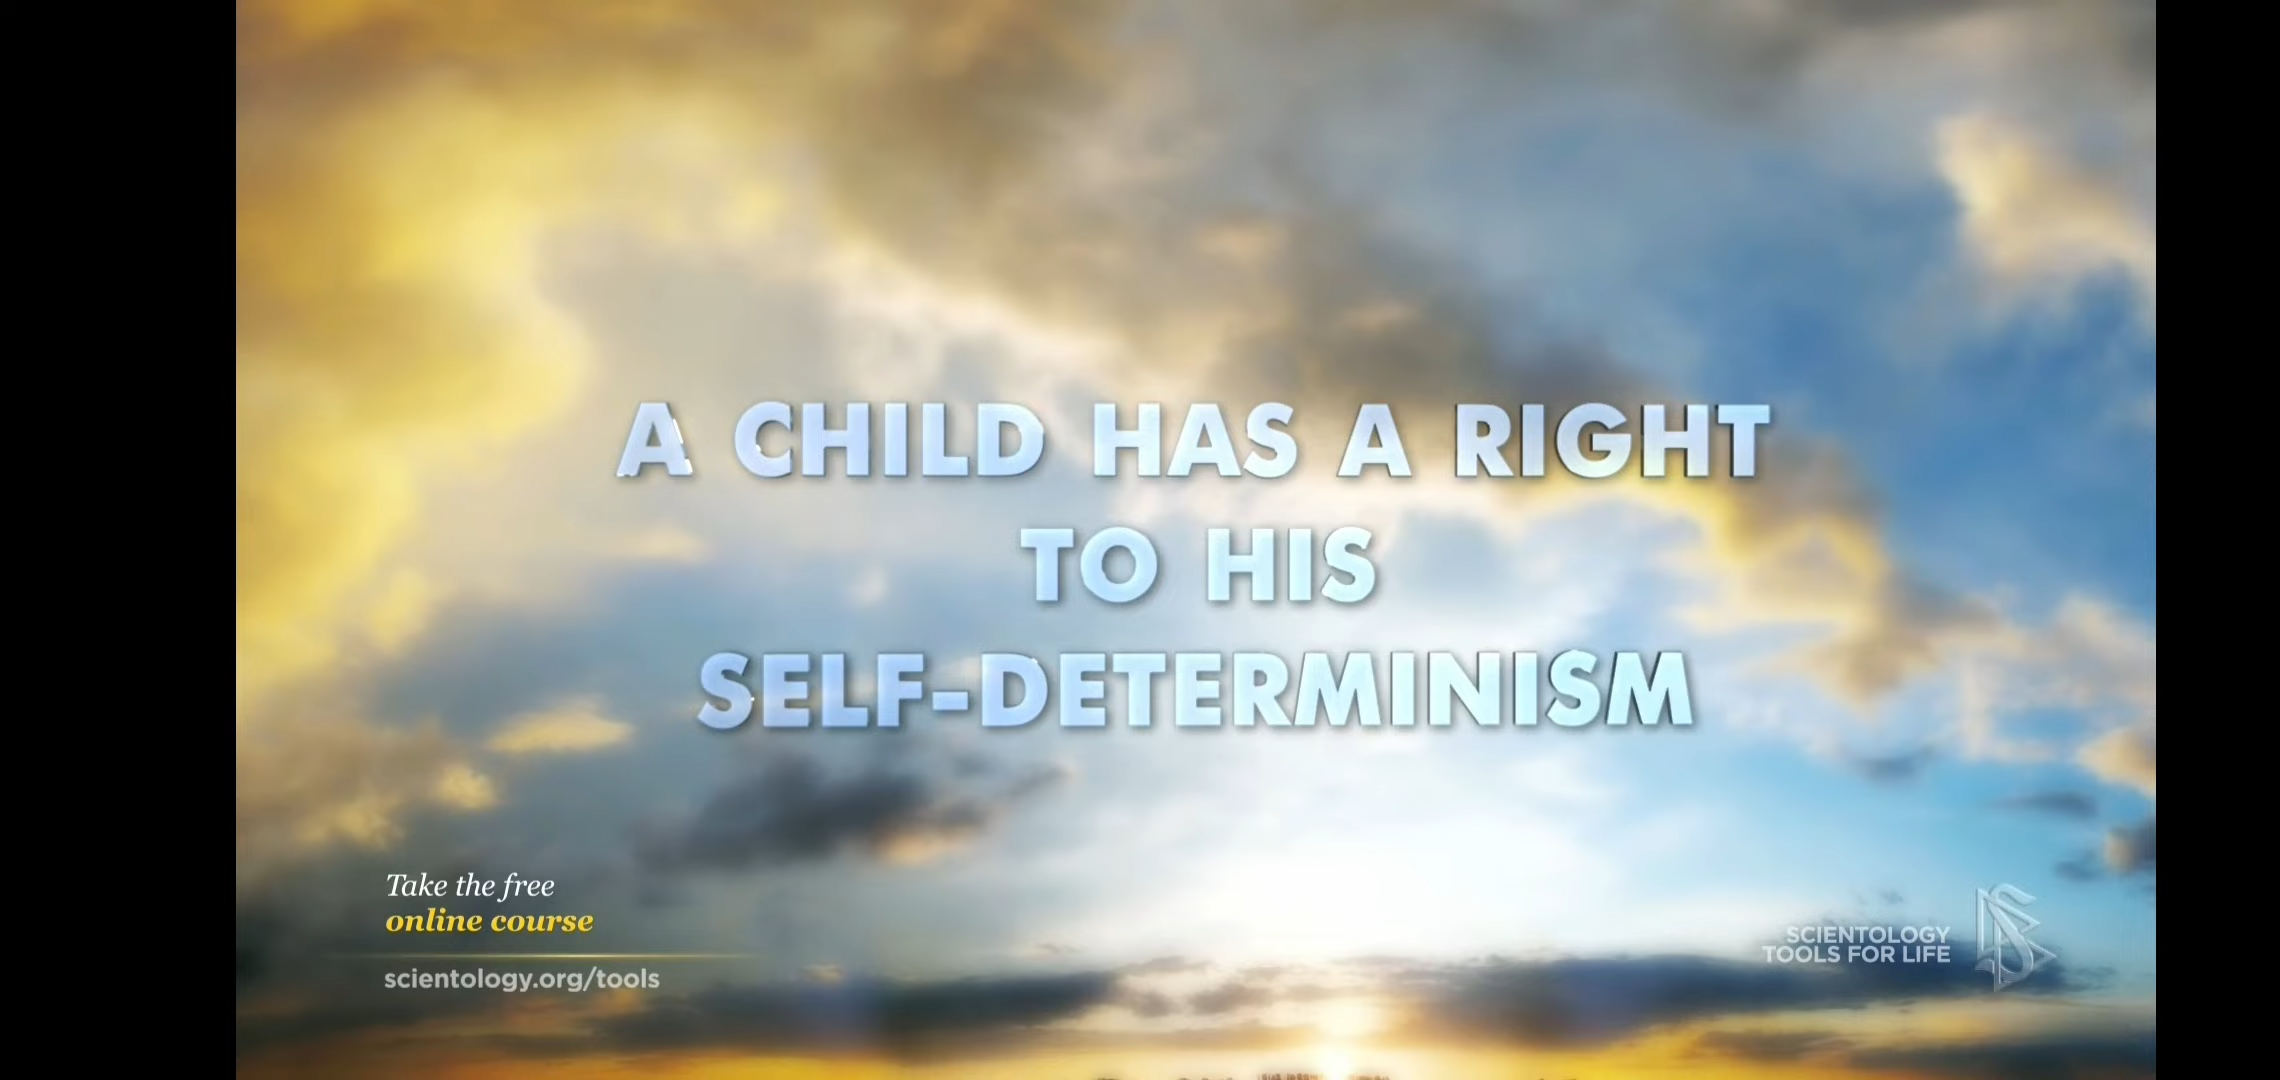 A CHILD HAS A RIGHT
TO HIS
SELF-DETERMINISM
Take the free
online course
scientology.org/tools
SCIENTOLOGY
TOOLS FOR LIFE